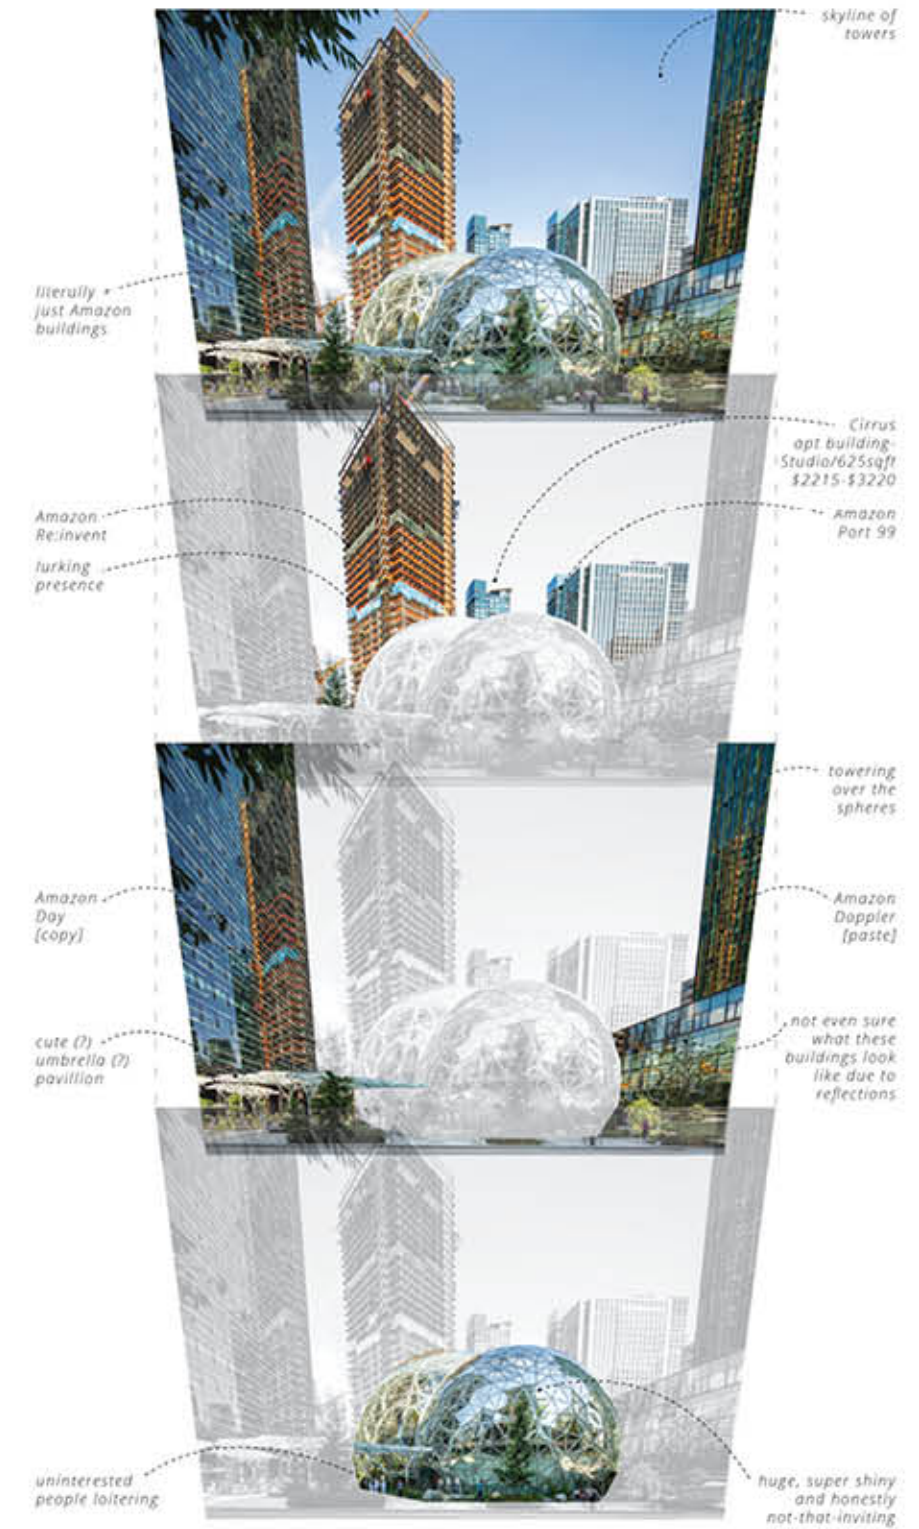 skyline of
towers
literully
just Amazon
buildings
Cirrus
apt building-
Studio/625sqft
$2215-$3220
Amazon
Re:invent
Amazon
Port 99
lurking
presence
towering
over the
spheres
Amazon
Day
[copy]
Amazon
Doppler
[paste]
not even sure
what these
buildings look
like due to
reflections
cute (?)
umbrella (?)
pavillion
uninterested
people loitering
huge, super shiny
and honestly
not-that-inviting